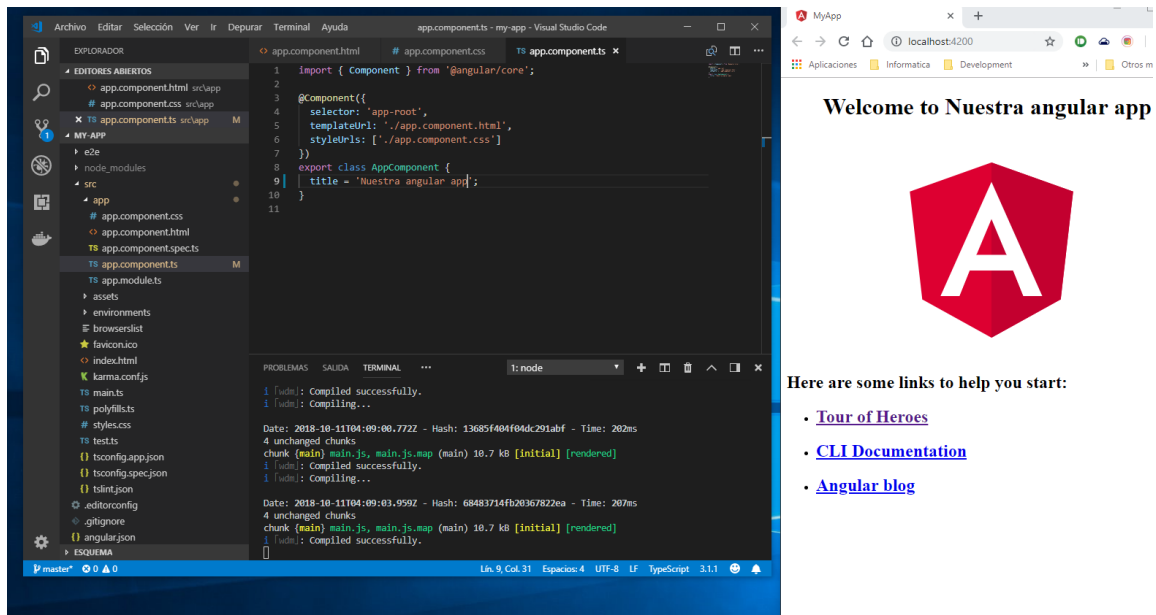 Archivo Editar Selección Ver Ir Depurar Terminal Ayuda
app.component.ts - my-app - Visual Studio Code
EXPLORADOR
EDITORES ABIERTOS
app.component.html src\app
# app.component.css src\app
TS app.component.ts src\app M
1
MY-APP
e2e
node_modules
src
app
# app.component.css
app.component.html
TS app.component.spec.ts
TS app.component.ts M
TS app.module.ts
assets
environments
browserslist
favicon.ico
<> index.html
K karma.conf.js
TS main.ts
TS polyfills.ts
# styles.css
TS test.ts
{} tsconfig.app.json
{} tsconfig.spec.json
{} tslint.json
.editorconfig
.gitignore
{} angular.json
ESQUEMA
<> app.component.html # app.component.css TS app.component.ts ×
1 import { Component } from '@angular/core';
2
3 @Component({
4 selector: 'app-root',
5 templateUrl: './app.component.html',
6 styleUrls: ['./app.component.css']
7 })
8 export class AppComponent {
9 title = 'Nuestra angular app';
10 }
11
PROBLEMAS SALIDA TERMINAL ••• 1: node
i 「wdm」: Compiled successfully.
i 「wdm」: Compiling...
Date: 2018-10-11T04:09:00.772Z - Hash: 13685f404f04dc291abf - Time: 202ms
4 unchanged chunks
chunk {main} main.js, main.js.map (main) 10.7 kB [initial] [rendered]
i 「wdm」: Compiled successfully.
i 「wdm」: Compiling...
Date: 2018-10-11T04:09:03.959Z - Hash: 68483714fb20367822ea - Time: 207ms
4 unchanged chunks
chunk {main} main.js, main.js.map (main) 10.7 kB [initial] [rendered]
i 「wdm」: Compiled successfully.
master* 0 0 Lín. 9, Col. 31 Espacios: 4 UTF-8 LF TypeScript 3.1.1
MyApp
localhost:4200
Aplicaciones Informatica Development » Otros m
Welcome to Nuestra angular app
A
Here are some links to help you start:
• Tour of Heroes
• CLI Documentation
• Angular blog